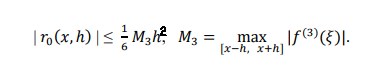 | r₀(x, h) | ≤ 1/6 M₃h², M₃ = max_[x−h, x+h] |f⁽³⁾(ξ)|.